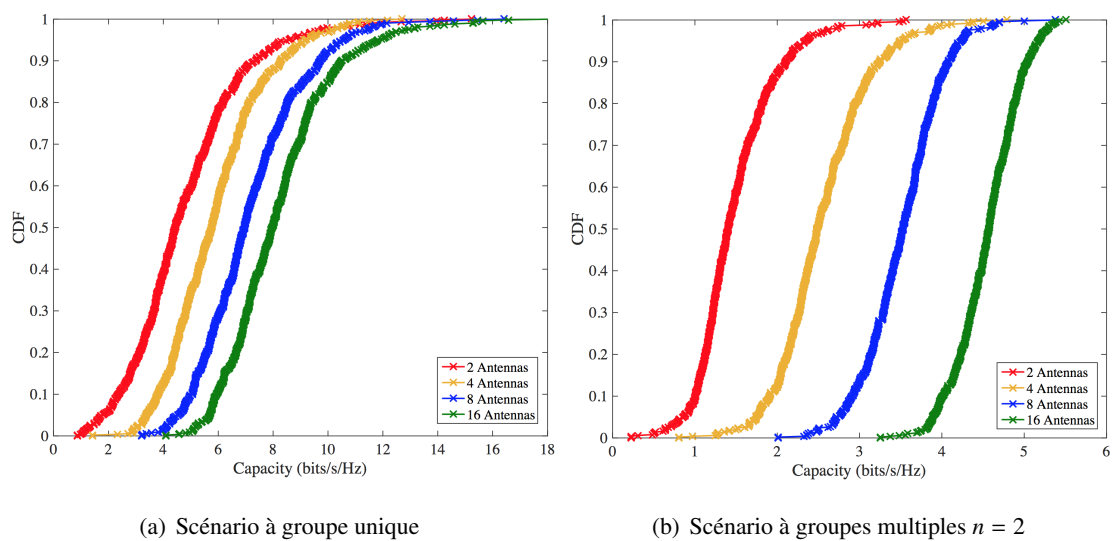 1
0.9
0.8
0.7
0.6
0.5
0.4
0.3
0.2
0.1
0
CDF
0 2 4 6 8 10 12 14 16 18
Capacity (bits/s/Hz)
2 Antennas
4 Antennas
8 Antennas
16 Antennas
(a) Scénario à groupe unique
1
0.9
0.8
0.7
0.6
0.5
0.4
0.3
0.2
0.1
0
CDF
0 1 2 3 4 5 6
Capacity (bits/s/Hz)
2 Antennas
4 Antennas
8 Antennas
16 Antennas
(b) Scénario à groupes multiples n = 2